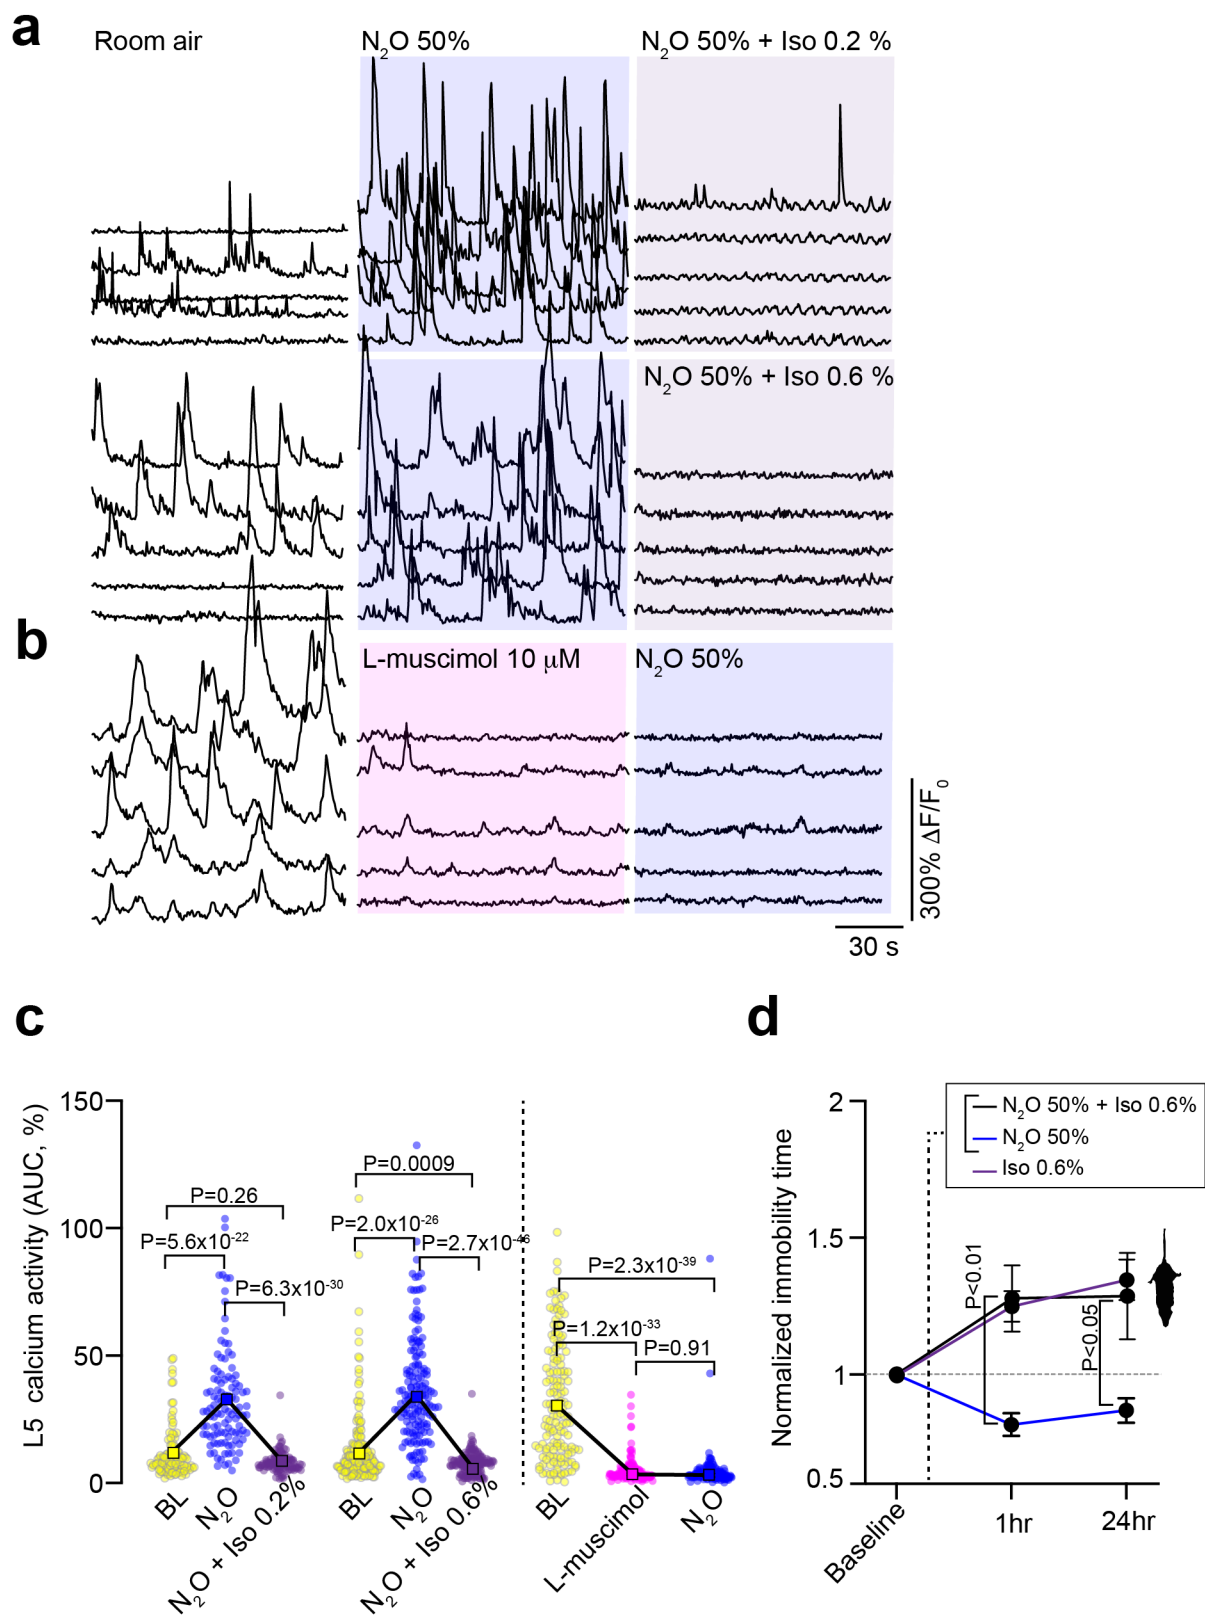 a
Room air
N2O 50%
N2O 50% + Iso 0.2 %
N2O 50% + Iso 0.6 %
b
L-muscimol 10 μM
N2O 50%
300% ΔF/F0
30 s
c
L5 calcium activity (AUC, %)
150
100
50
0
P=0.26
P=5.6x10-22
P=6.3x10-30
P=0.0009
P=2.0x10-26
P=2.7x10-46
P=2.3x10-39
P=1.2x10-33
P=0.91
BL
N2O
N2O + Iso 0.2%
BL
N2O
N2O + Iso 0.6%
BL
L-muscimol
N2O
d
Normalized immobility time
2
1.5
1
0.5
N2O 50% + Iso 0.6%
N2O 50%
Iso 0.6%
P<0.01
P<0.05
Baseline
1hr
24hr